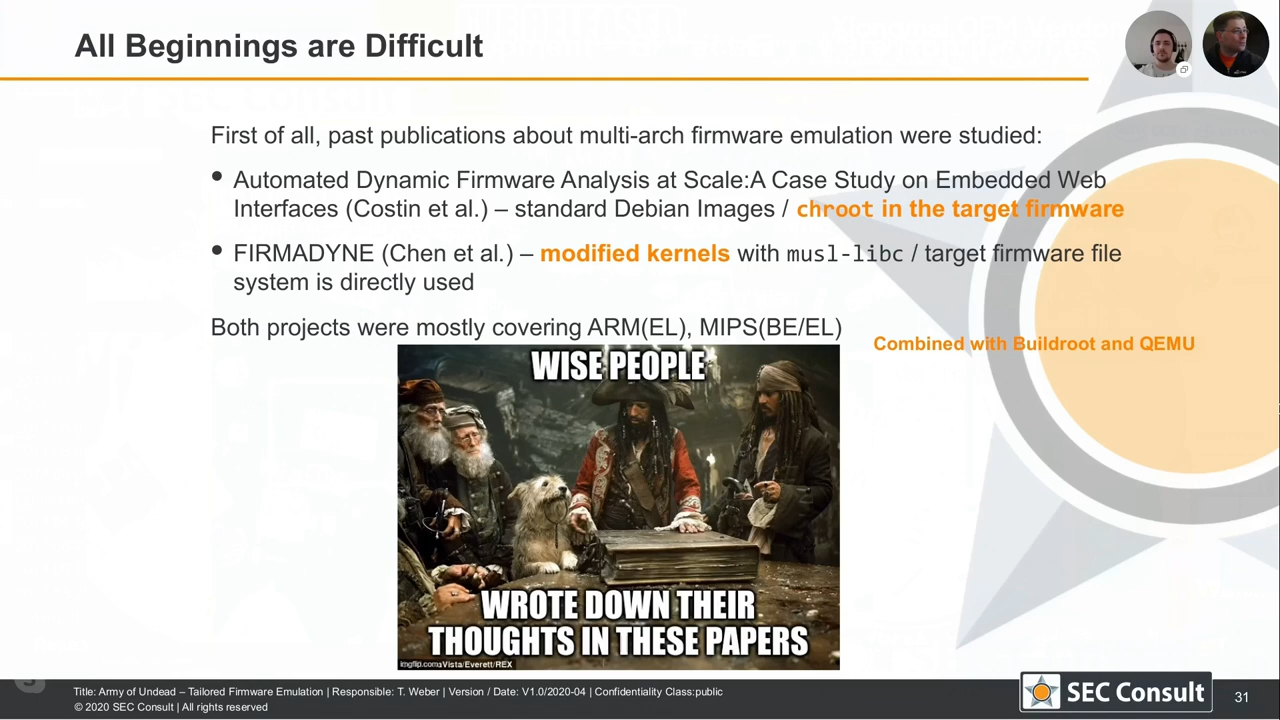 All Beginnings are Difficult
First of all, past publications about multi-arch firmware emulation were studied:
• Automated Dynamic Firmware Analysis at Scale:A Case Study on Embedded Web
Interfaces (Costin et al.) – standard Debian Images / chroot in the target firmware
• FIRMADYNE (Chen et al.) – modified kernels with musl-libc / target firmware file
system is directly used
Both projects were mostly covering ARM(EL), MIPS(BE/EL)
Combined with Buildroot and QEMU
WISE PEOPLE
WROTE DOWN THEIR
THOUGHTS IN THESE PAPERS
imgflip.com Vista/Everett/REX
Title: Army of Undead – Tailored Firmware Emulation | Responsible: T. Weber | Version / Date: V1.0/2020-04 | Confidentiality Class:public
© 2020 SEC Consult | All rights reserved
SEC Consult
31